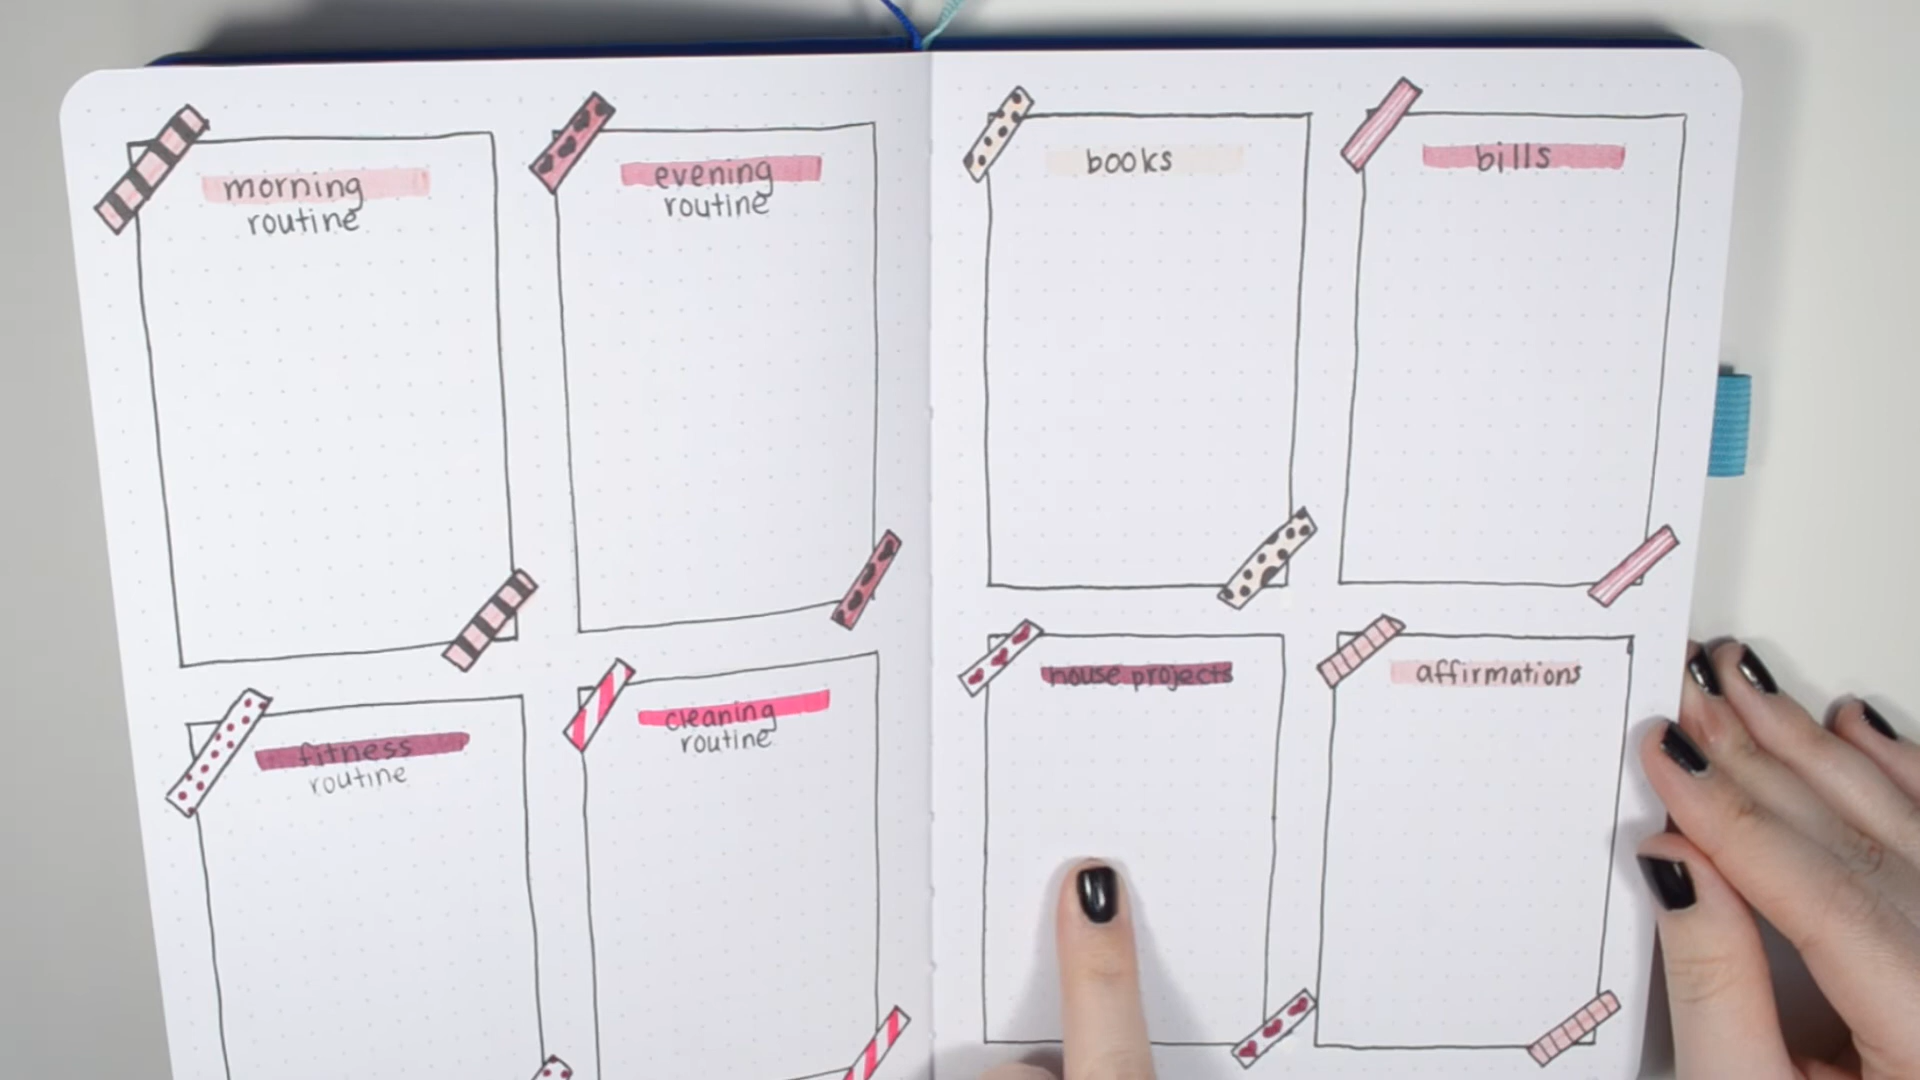 morning
routine
evening
routine
fitness
routine
cleaning
routine
books
bills
house projects
affirmations